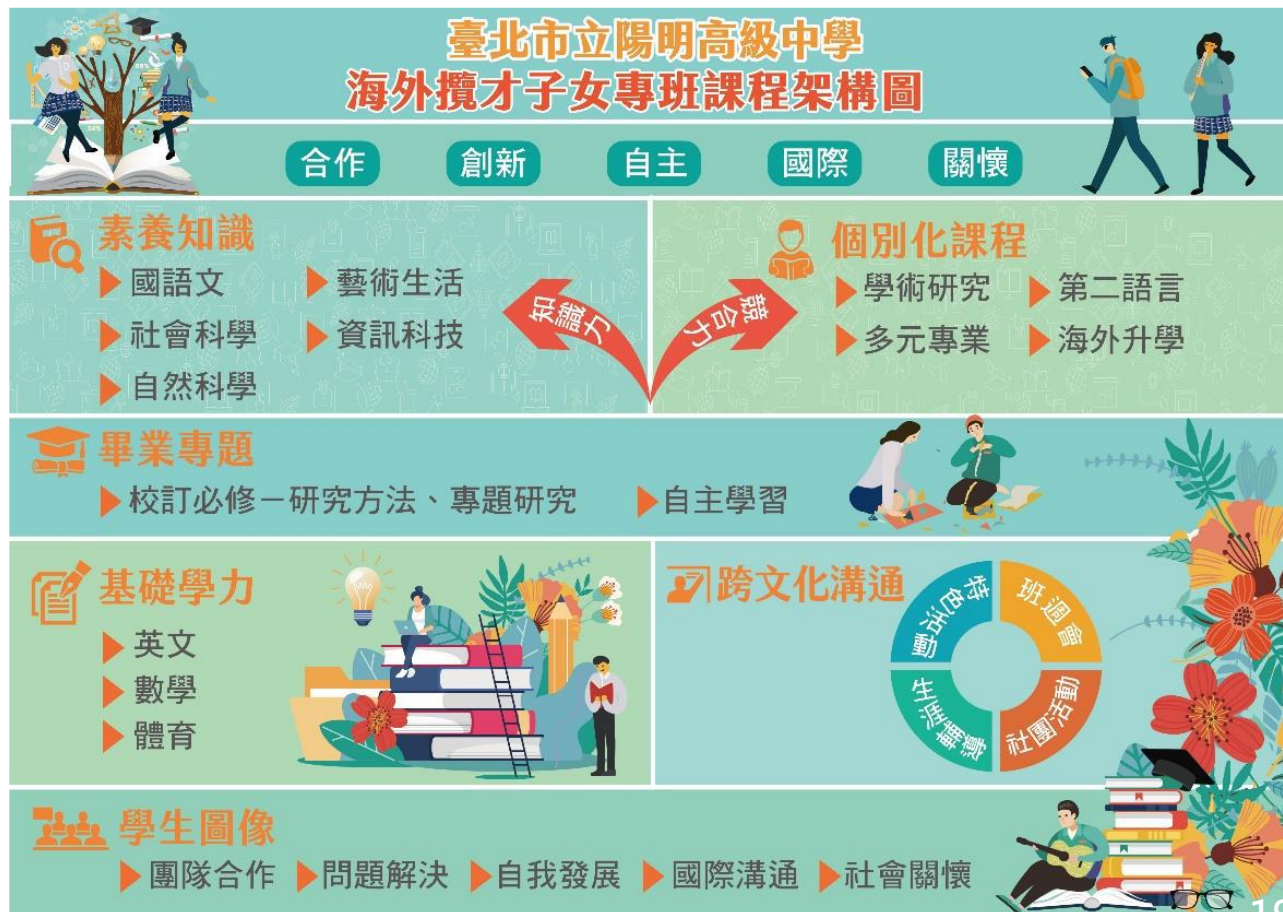 臺北市立陽明高級中學
海外攬才子女專班課程架構圖
合作 創新 自主 國際 關懷
素養知識
▶國語文 ▶藝術生活
▶社會科學 ▶資訊科技
▶自然科學
知識力
競合力
個別化課程
▶學術研究 ▶第二語言
▶多元專業 ▶海外升學
畢業專題
▶校訂必修－研究方法、專題研究 ▶自主學習
基礎學力
▶英文
▶數學
▶體育
跨文化溝通
特色活動
班週會
生涯輔導
社團活動
學生圖像
▶團隊合作 ▶問題解決 ▶自我發展 ▶國際溝通 ▶社會關懷